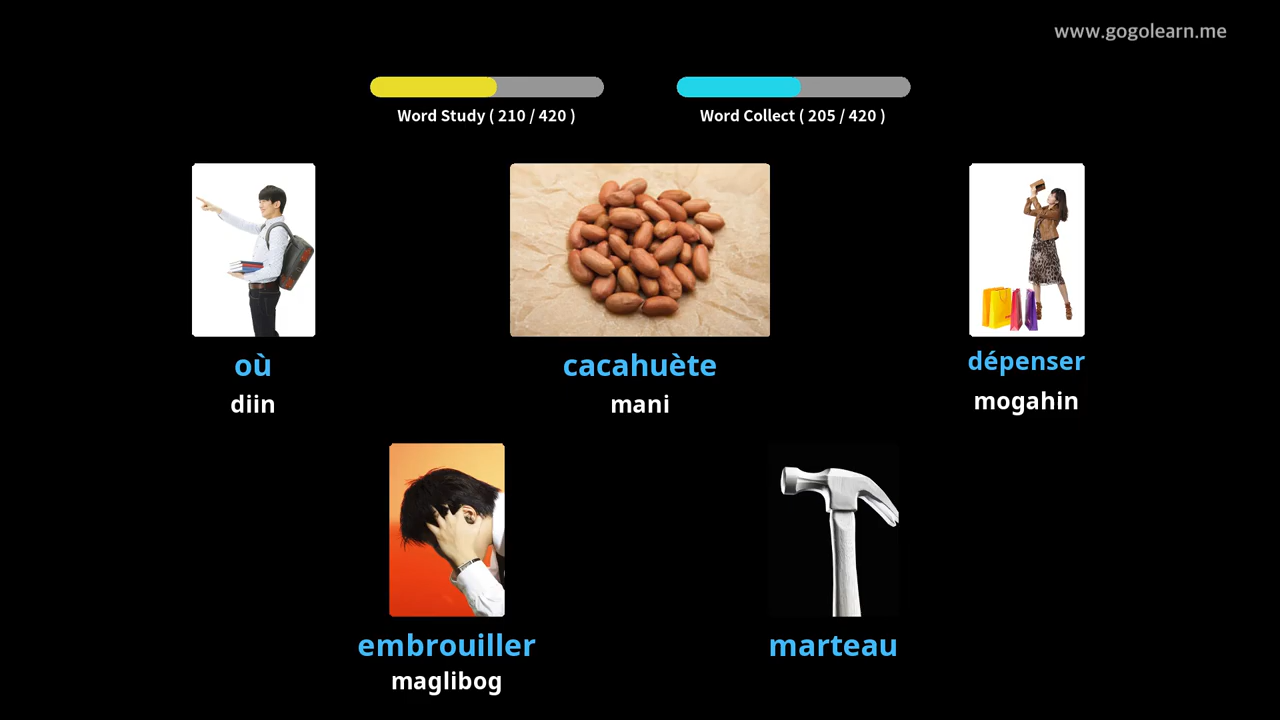 www.gogolearn.me
Word Study ( 210 / 420 )
Word Collect ( 205 / 420 )
où
diin
cacahuète
mani
dépenser
mogahin
embrouiller
maglibog
marteau